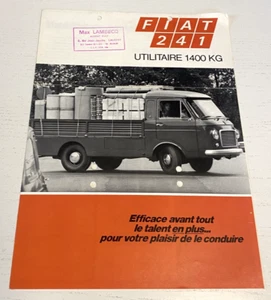 FIAT
241
UTILITAIRE 1400 KG
Efficace avant tout
le talent en plus...
pour votre plaisir de le conduire